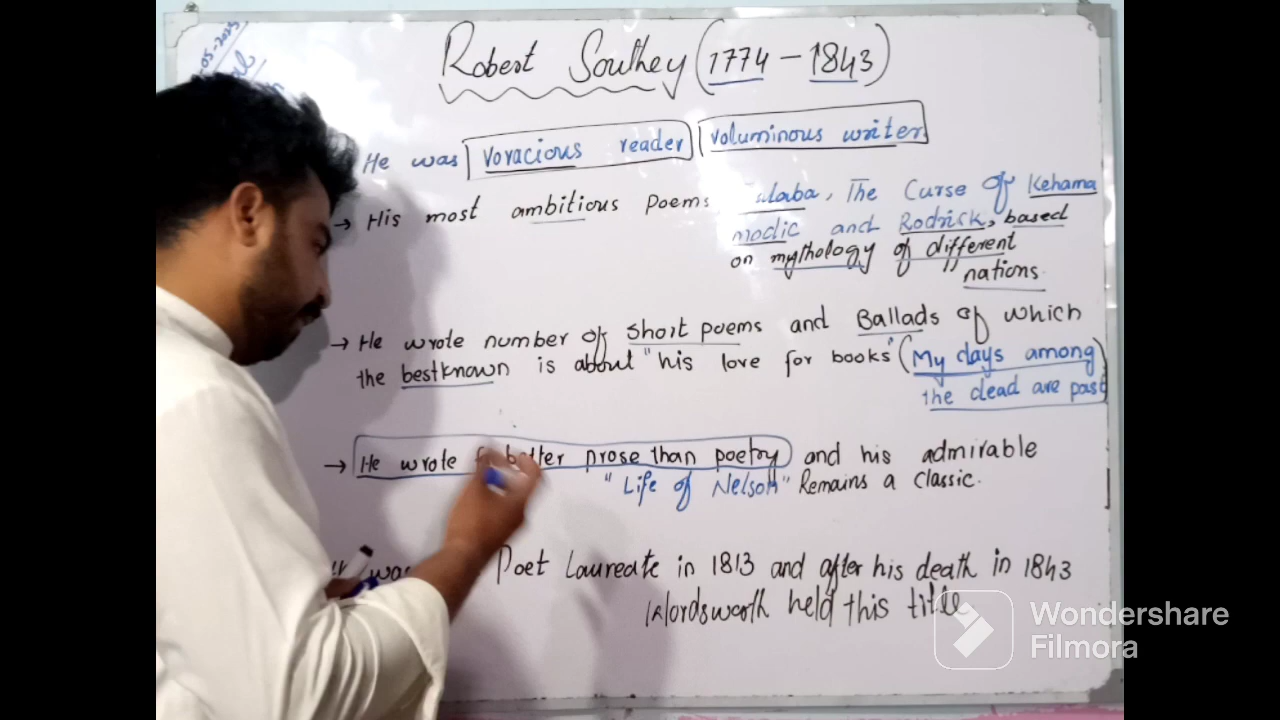 05-2025
Robert Southey (1774 - 1843)
He was voracious reader voluminous writer.
→ His most ambitious Poems Talaba, The Curse of Kehama
modic and Rodrick, based
on mythology of different
nations.
→ He wrote number of short poems and Ballads of which
the bestknown is about "his love for books" (My days among
the dead are past)
→ He wrote better prose than poetry and his admirable
"Life of Nelson" Remains a classic.
was Poet Laureate in 1813 and after his death in 1843
Wordsworth held this title
Wondershare
Filmora